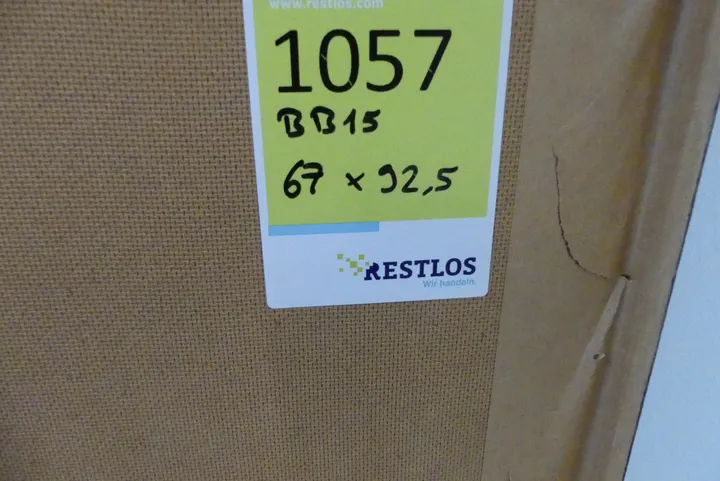 www.restlos.com
1057
BB15
67 x 92,5
RESTLOS
Wir handeln.